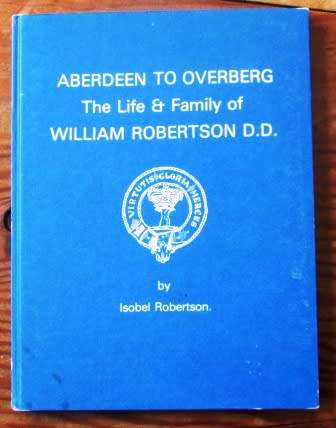 ABERDEEN TO OVERBERG
The Life & Family of
WILLIAM ROBERTSON D.D.
VIRTUTIS GLORIA MERCES
by
Isobel Robertson.